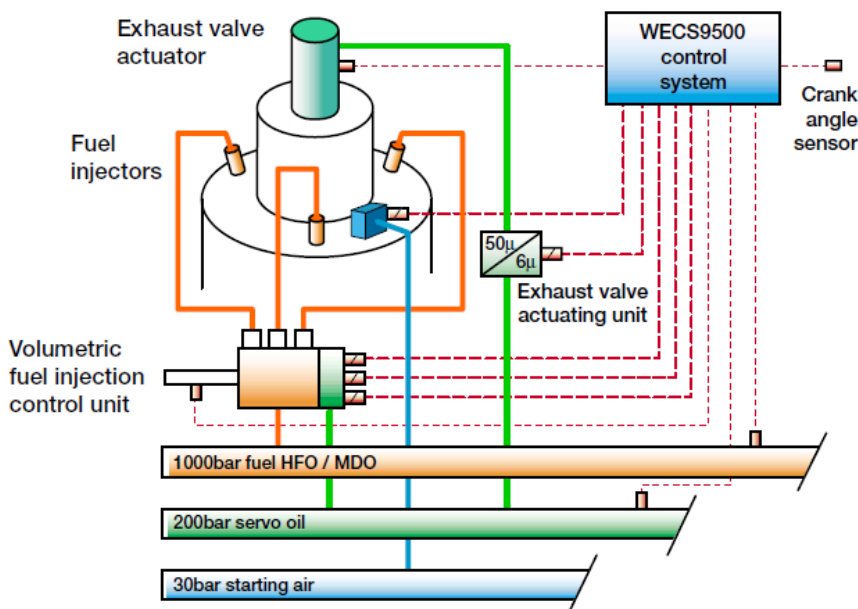 Exhaust valve
actuator
WECS9500
control
system
Crank
angle
sensor
Fuel
injectors
50µ
6µ
Exhaust valve
actuating unit
Volumetric
fuel injection
control unit
1000bar fuel HFO / MDO
200bar servo oil
30bar starting air